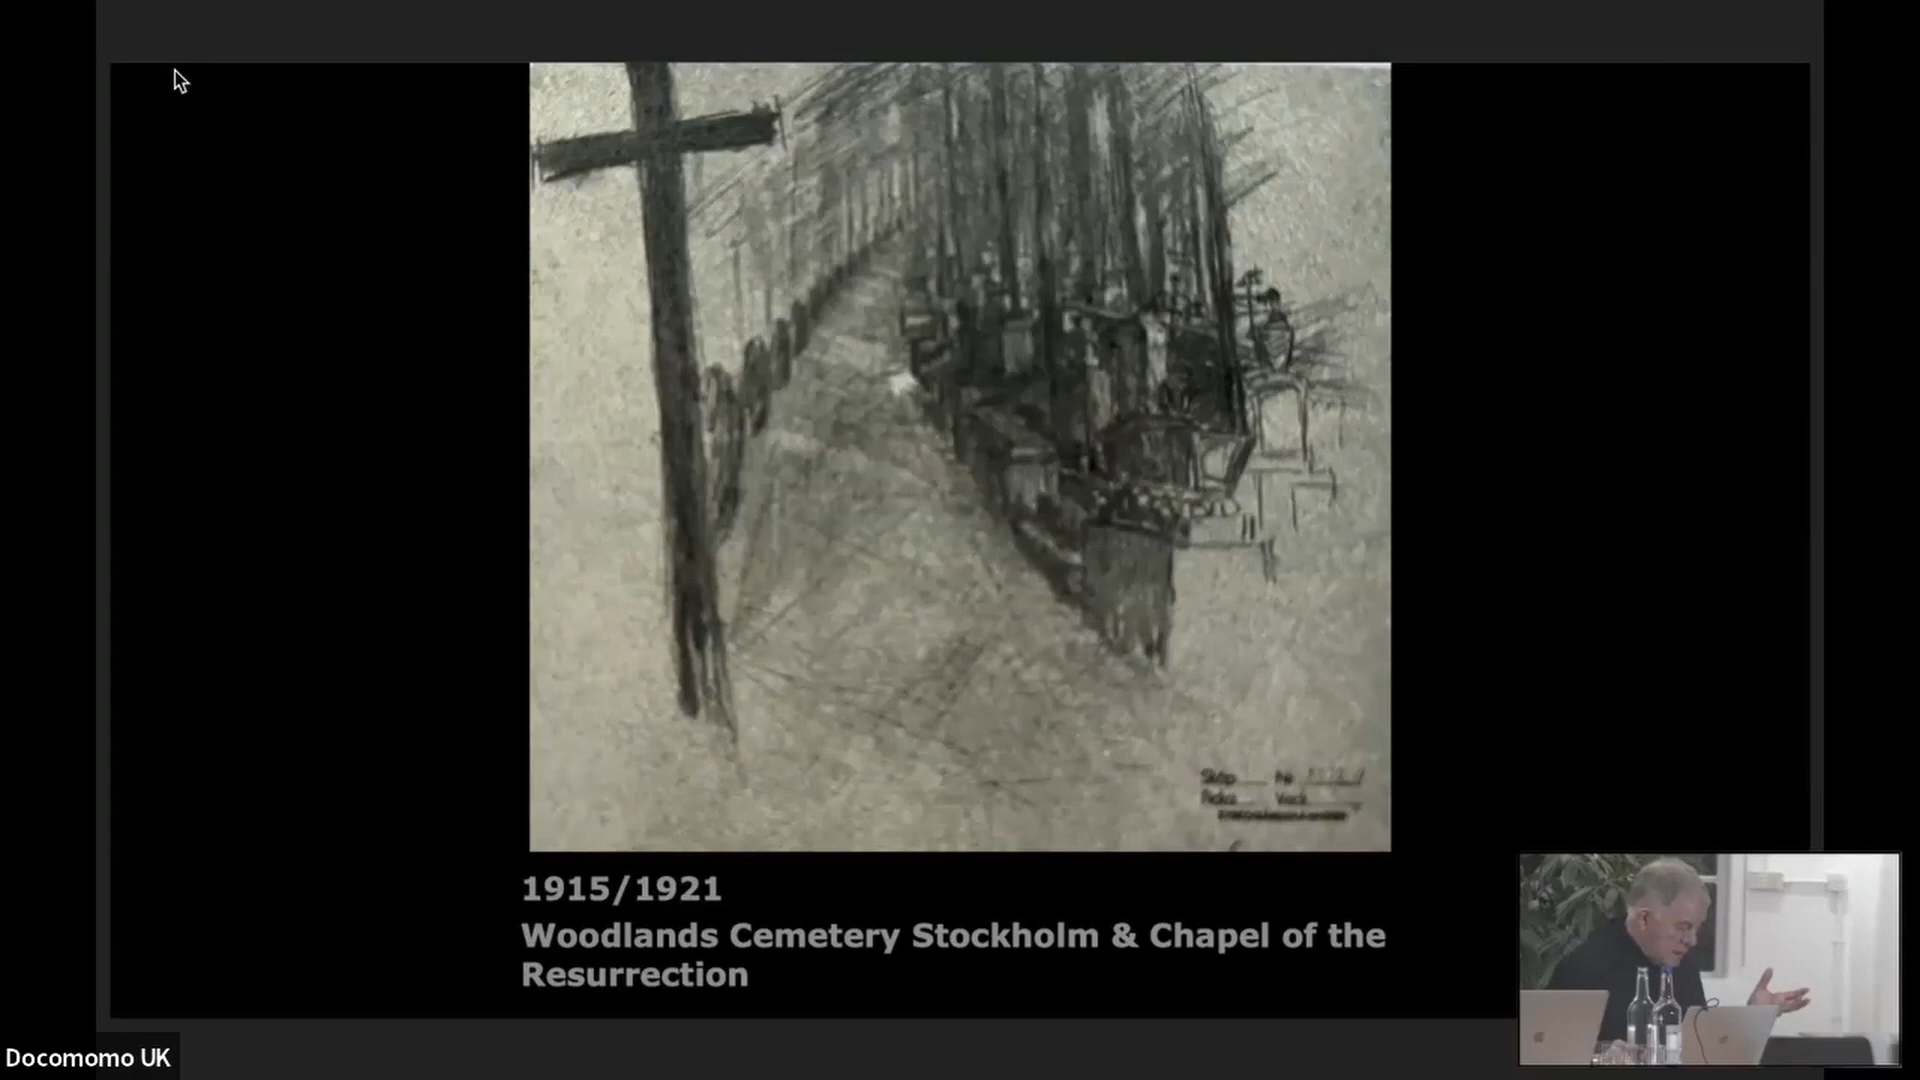 1915/1921
Woodlands Cemetery Stockholm & Chapel of the
Resurrection
Docomomo UK